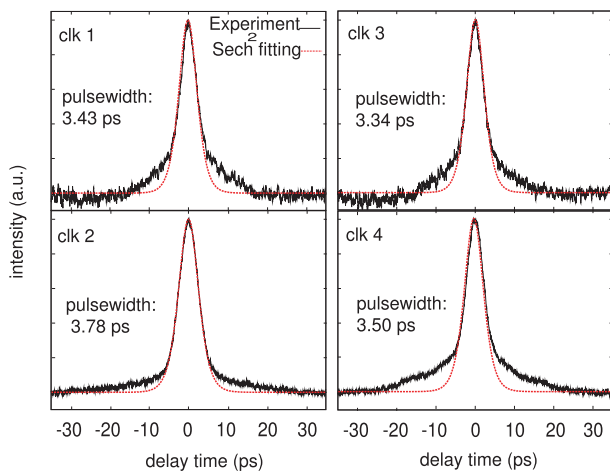 clk 1
Experiment
2
Sech fitting
pulsewidth:
3.43 ps
clk 3
pulsewidth:
3.34 ps
intensity (a.u.)
clk 2
pulsewidth:
3.78 ps
clk 4
pulsewidth:
3.50 ps
-30 -20 -10 0 10 20 30
-30 -20 -10 0 10 20 30
delay time (ps)
delay time (ps)